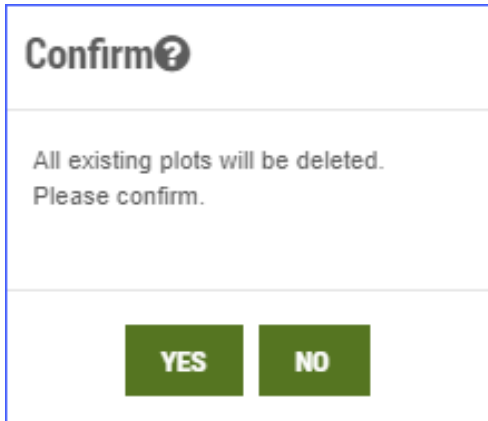 Confirm?
All existing plots will be deleted.
Please confirm.
YES NO